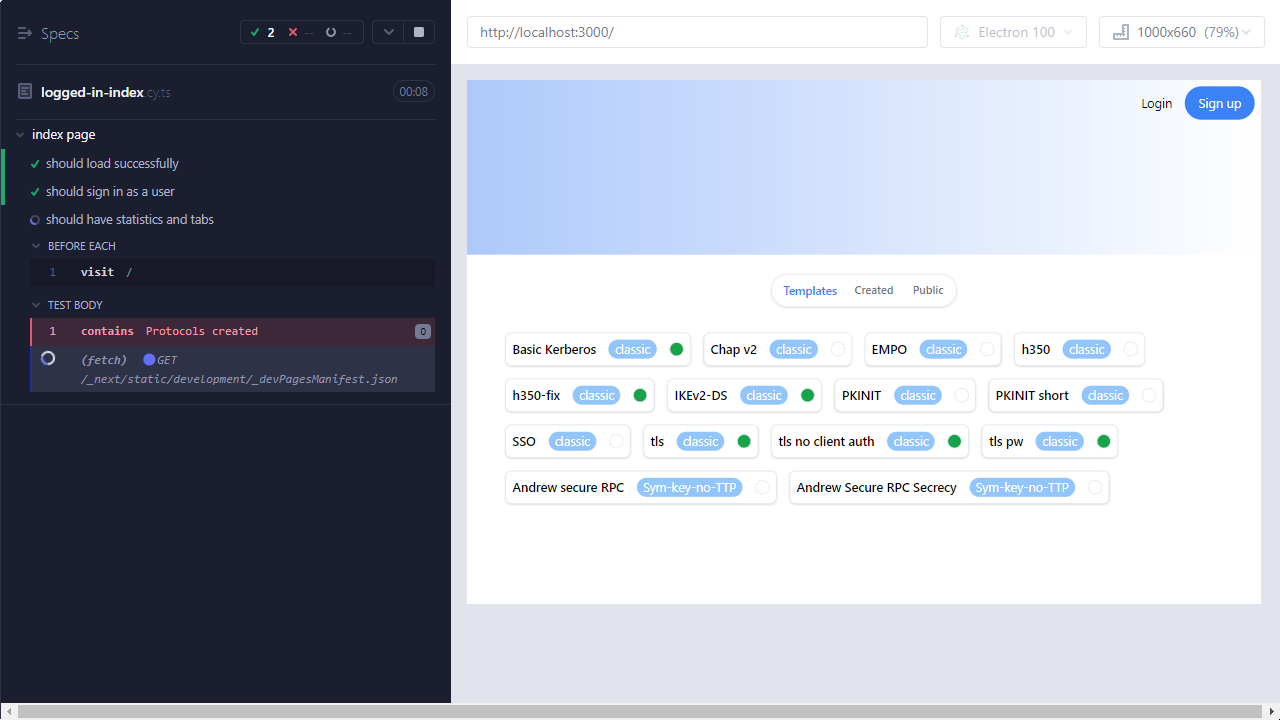 Specs
2 -- --
http://localhost:3000/
Electron 100
1000x660 (79%)
logged-in-index.cy.ts
00:08
index page
should load successfully
should sign in as a user
should have statistics and tabs
BEFORE EACH
1 visit /
TEST BODY
1 contains Protocols created 0
(fetch) GET
/_next/static/development/_devPagesManifest.json
Login Sign up
Templates Created Public
Basic Kerberos classic Chap v2 classic EMPO classic h350 classic
h350-fix classic IKEv2-DS classic PKINIT classic PKINIT short classic
SSO classic tls classic tls no client auth classic tls pw classic
Andrew secure RPC Sym-key-no-TTP Andrew Secure RPC Secrecy Sym-key-no-TTP